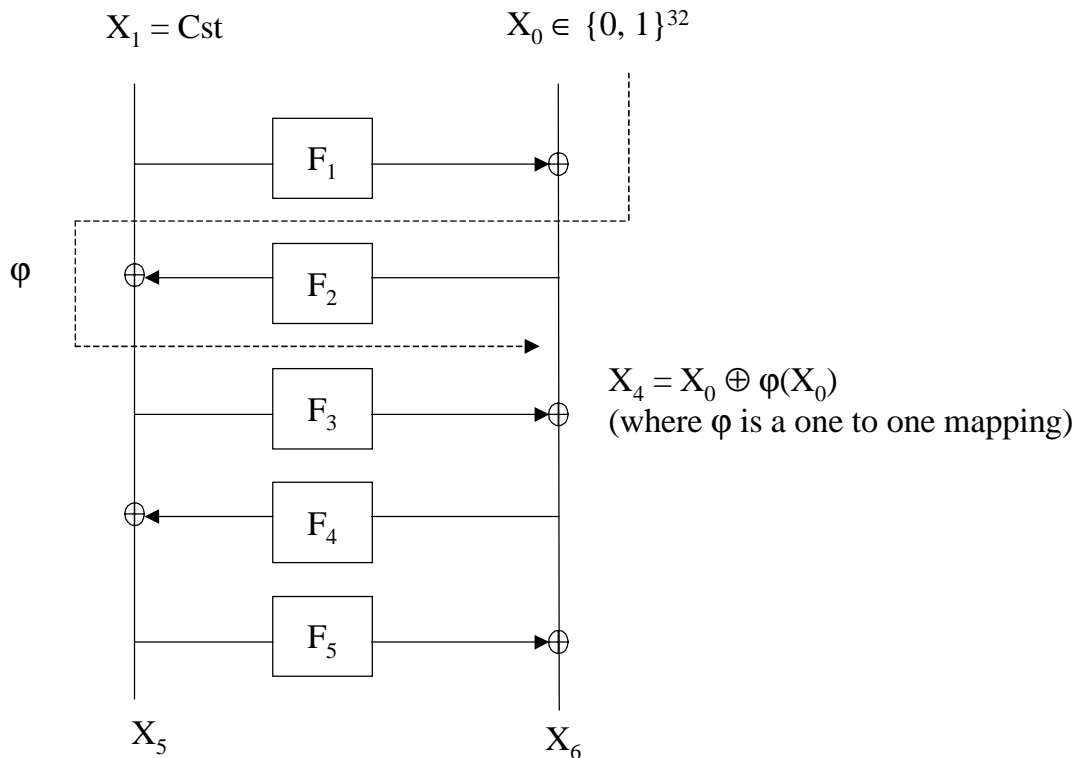 X₁ = Cst
X₀ ∈ {0, 1}³²
F₁
φ
F₂
F₃
X₄ = X₀ ⊕ φ(X₀)
(where φ is a one to one mapping)
F₄
F₅
X₅
X₆